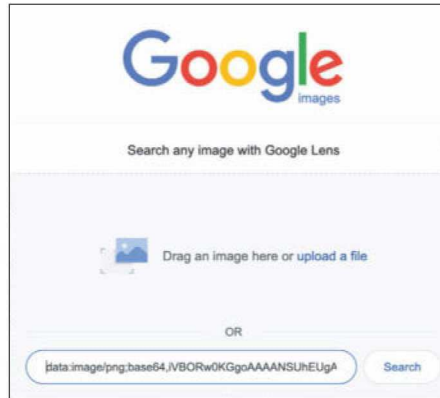 Google
images
Search any image with Google Lens
Drag an image here or upload a file
OR
data:image/png;base64,iVBORw0KGgoAAAANSUhEUgA
Search